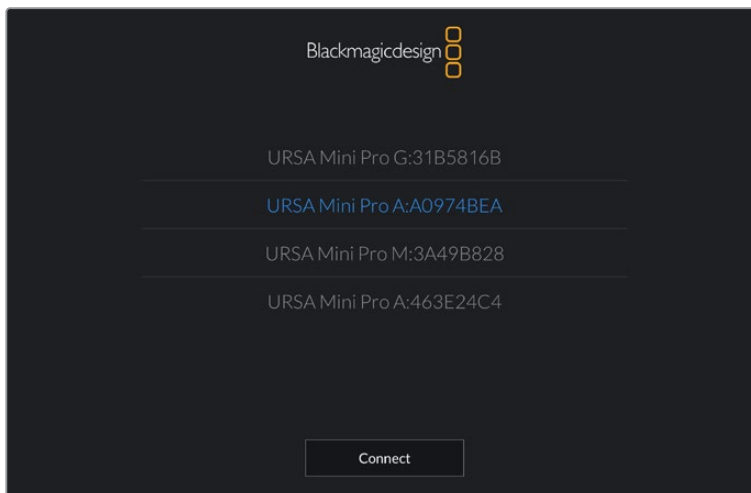 Blackmagicdesign
URSA Mini Pro G:31B5816B
URSA Mini Pro A:A0974BEA
URSA Mini Pro M:3A49B828
URSA Mini Pro A:463E24C4
Connect